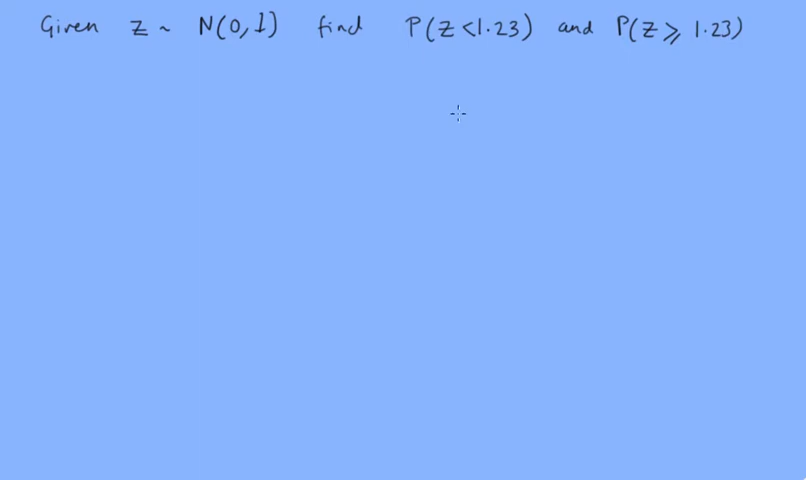 Given Z ~ N(0,1) find P(Z < 1.23) and P(Z ⩾ 1.23)